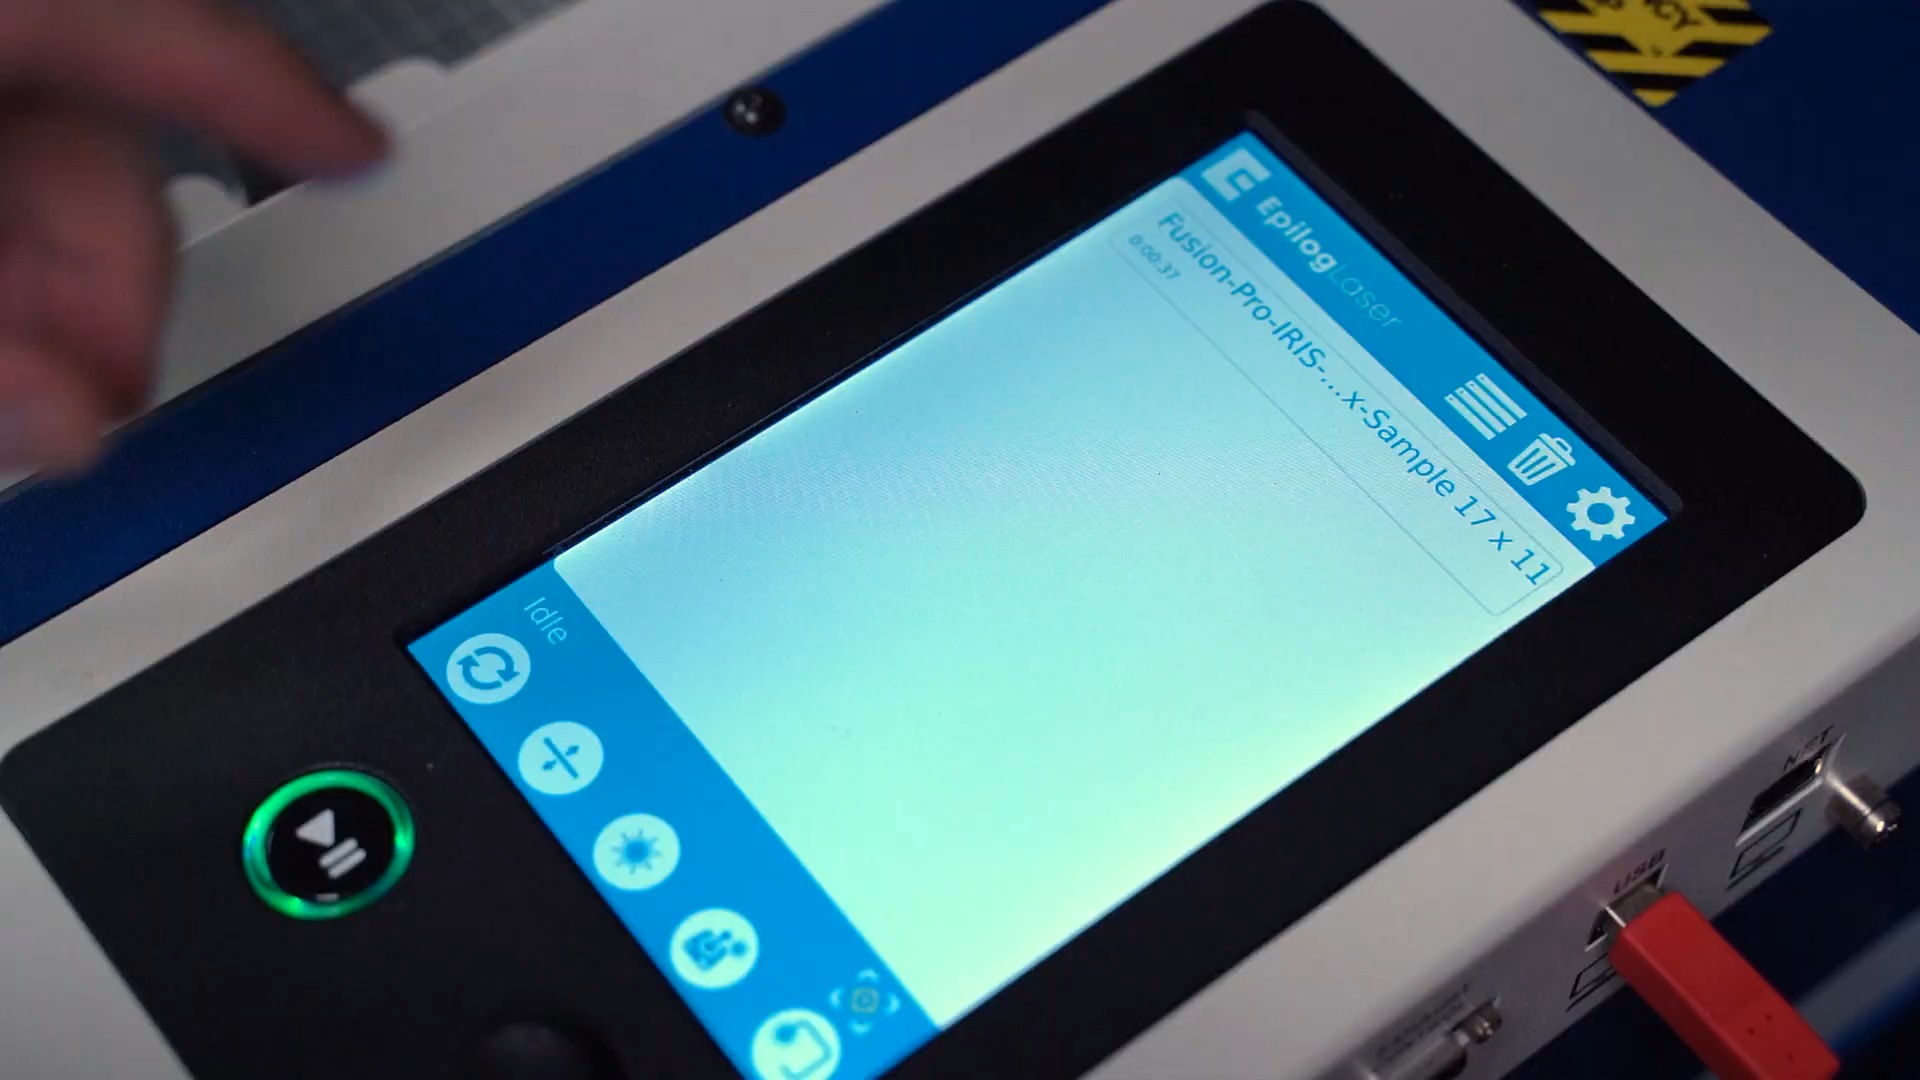 EpilogLaser
Fusion-Pro-IRIS-...x-Sample 17 x 11
0:00:37
Idle
USB
NET